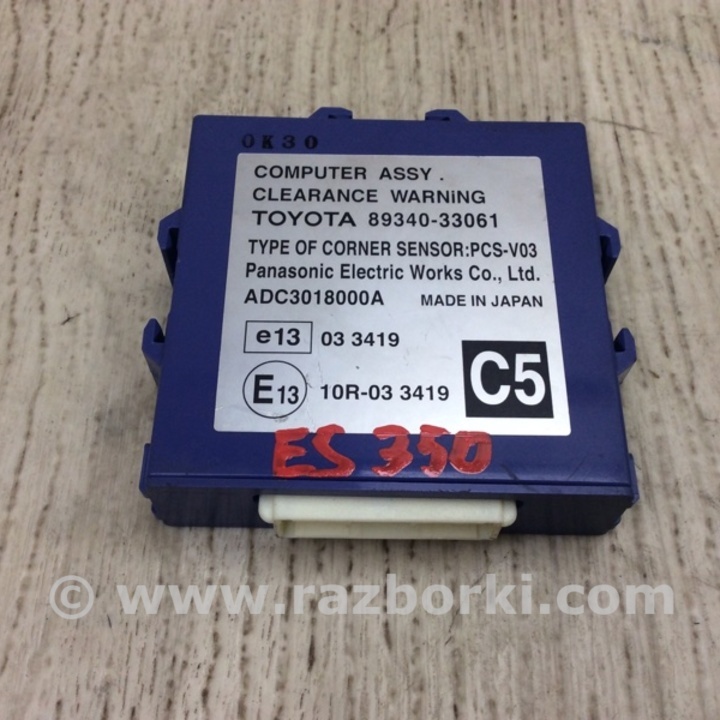 OK30
COMPUTER ASSY .
CLEARANCE WARNiNG
TOYOTA 89340-33061
TYPE OF CORNER SENSOR:PCS-V03
Panasonic Electric Works Co., Ltd.
ADC3018000A MADE IN JAPAN
e13 03 3419
E13 10R-03 3419 C5
ES 350
© www.razborki.com